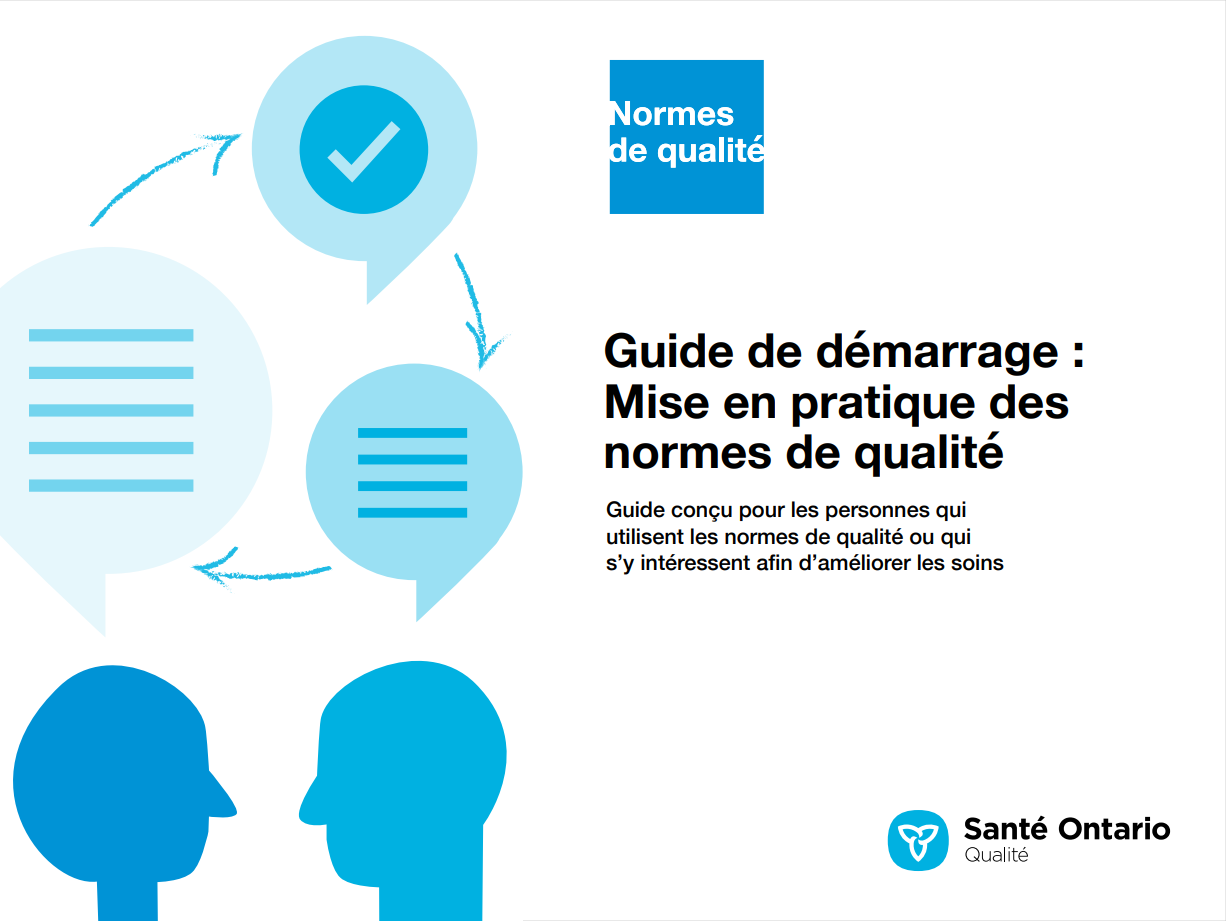 Normes
de qualité
Guide de démarrage :
Mise en pratique des
normes de qualité
Guide conçu pour les personnes qui
utilisent les normes de qualité ou qui
s’y intéressent afin d’améliorer les soins
Santé Ontario
Qualité